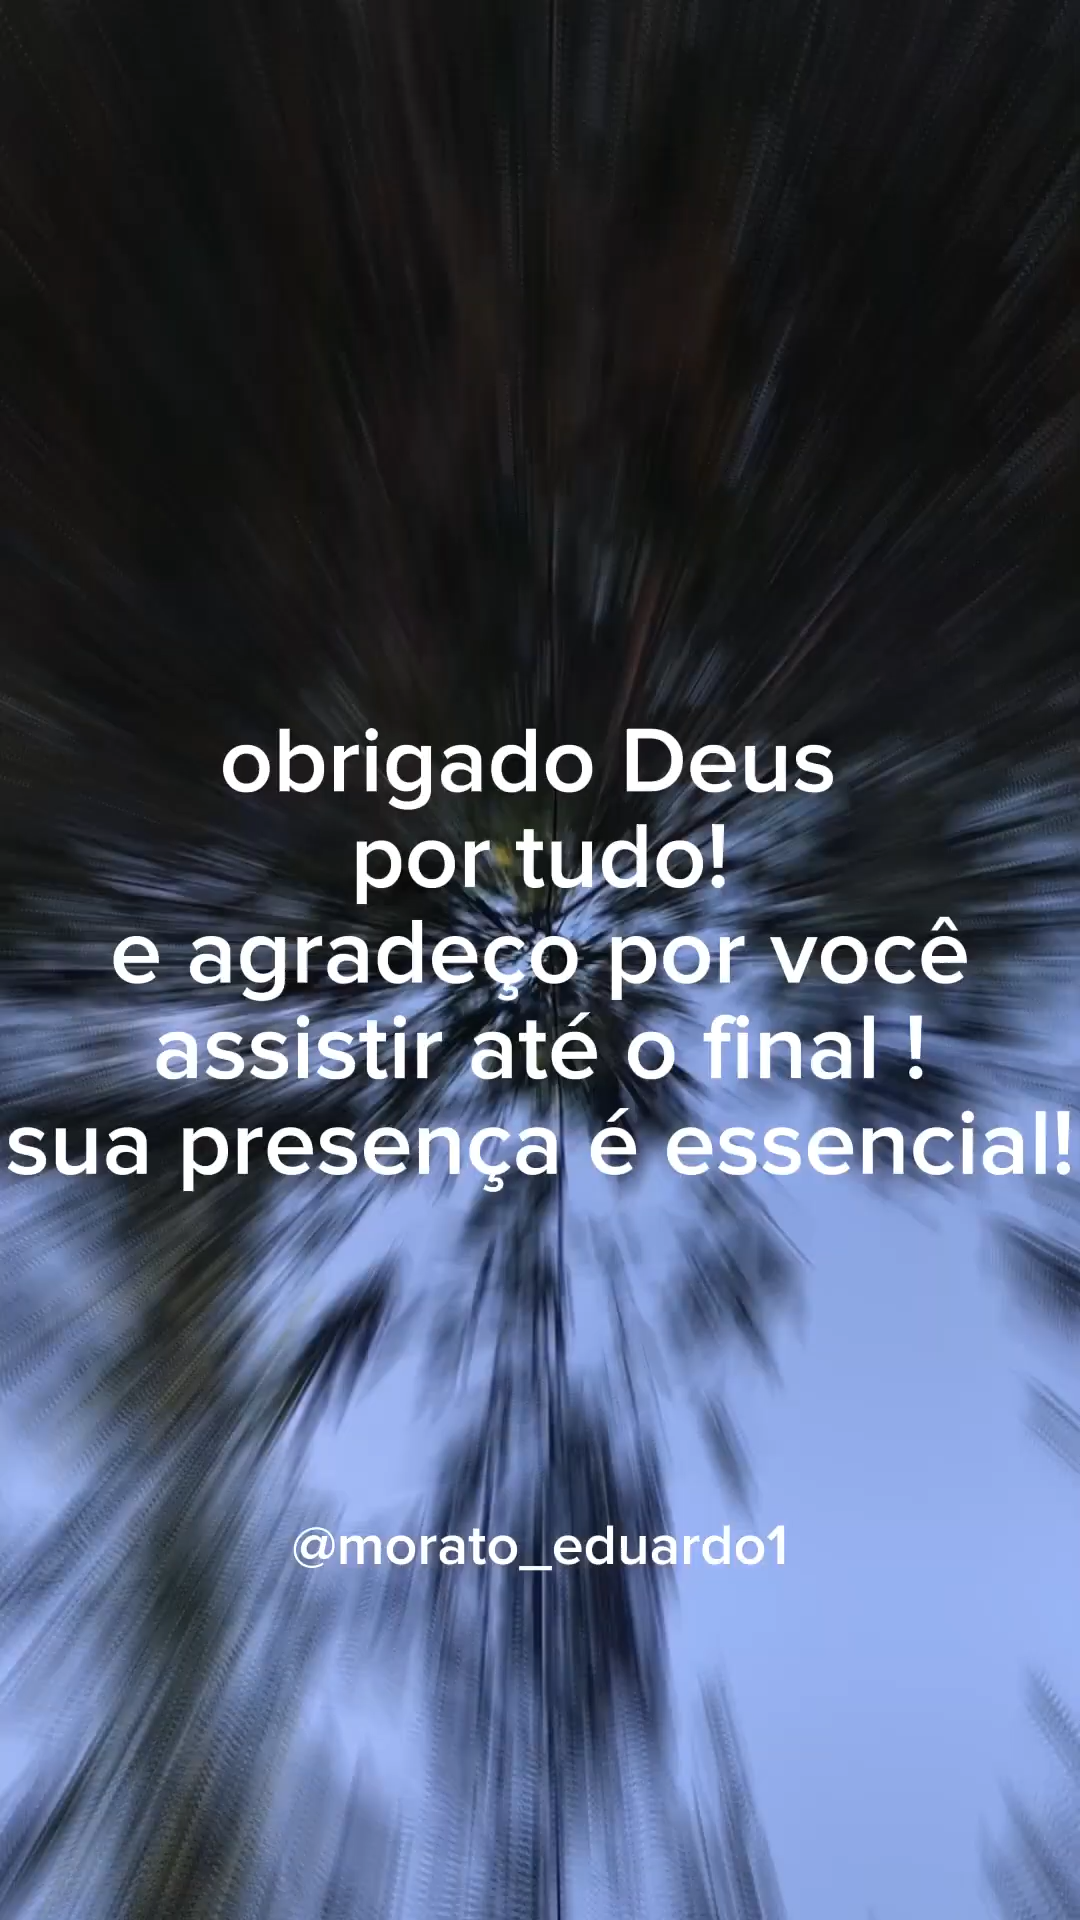 obrigado Deus
por tudo!
e agradeço por você
assistir até o final !
sua presença é essencial!
@morato_eduardo1